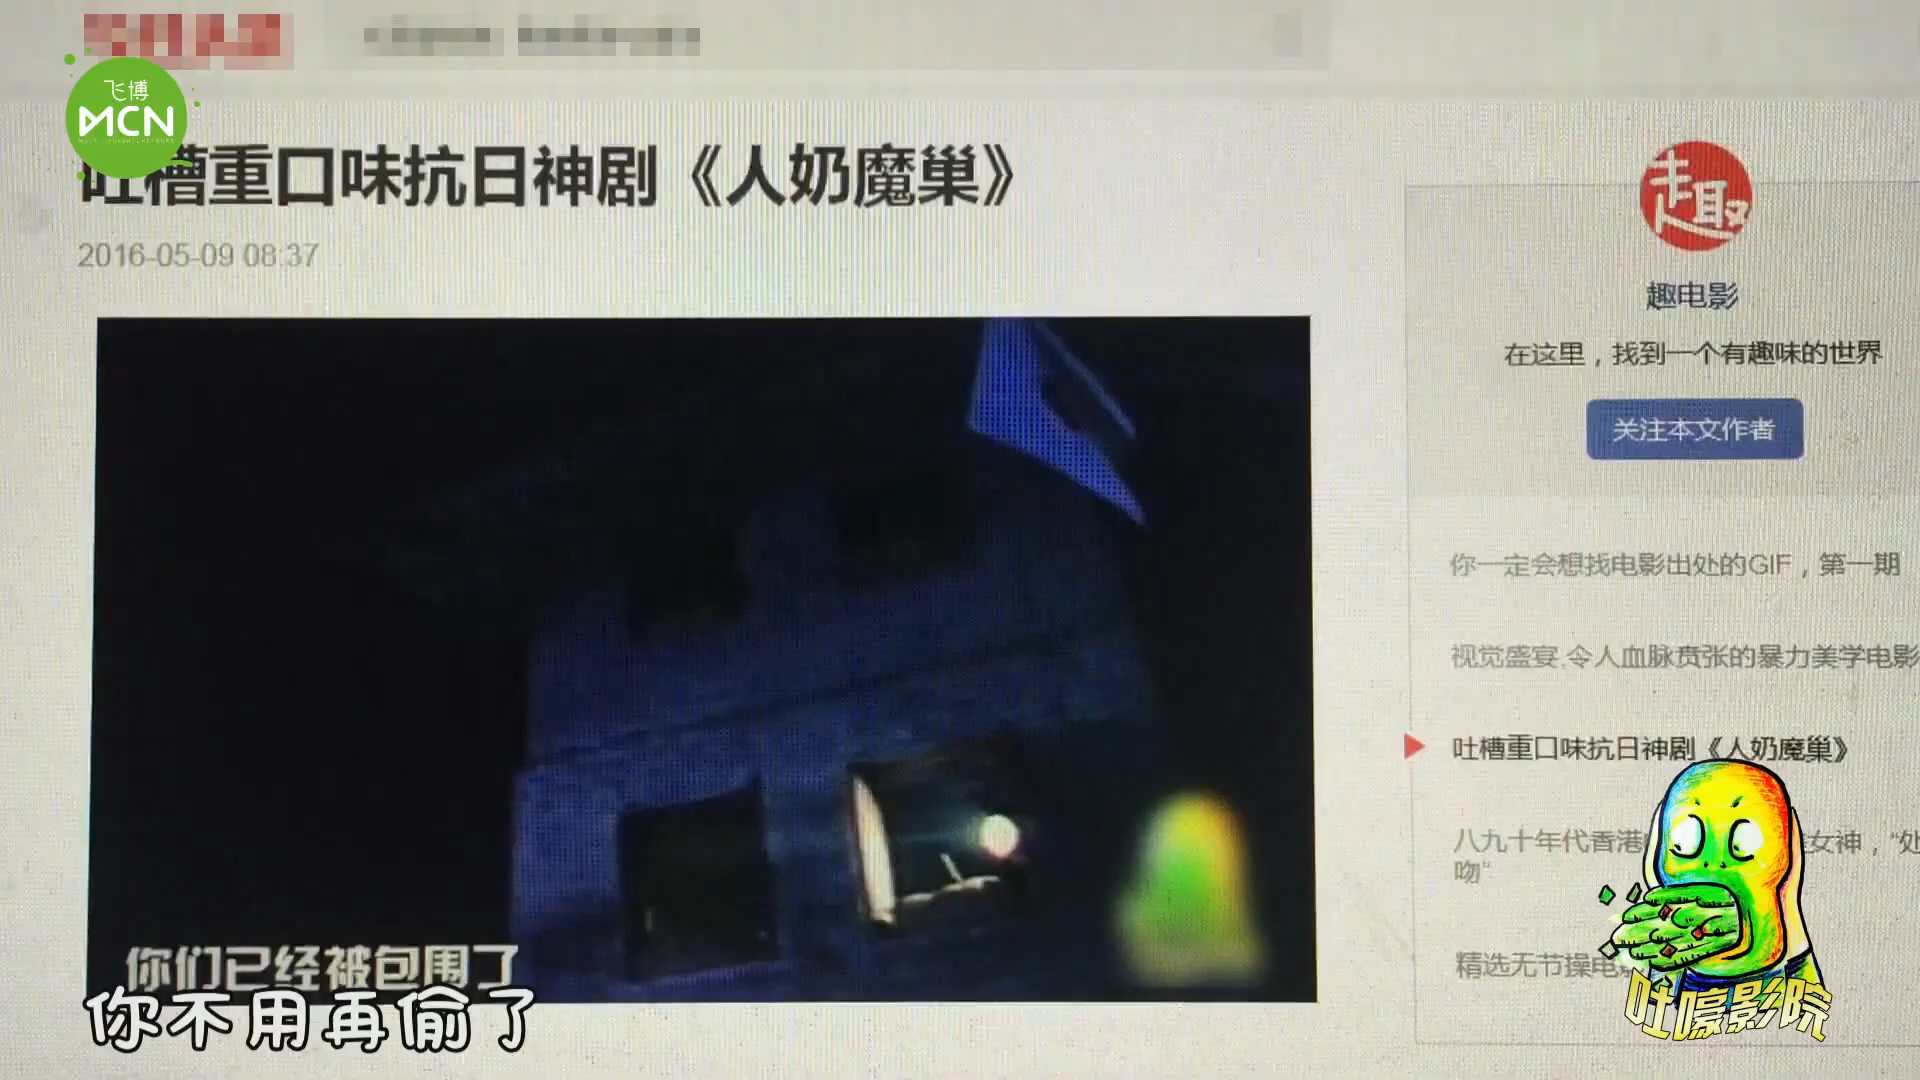 飞博
MCN
吐槽重口味抗日神剧《人奶魔巢》
2016-05-09 08:37
趣
趣电影
在这里，找到一个有趣味的世界
关注本文作者
你一定会想找电影出处的GIF，第一期
视觉盛宴,令人血脉贲张的暴力美学电影
吐槽重口味抗日神剧《人奶魔巢》
八九十年代香港
女神，“处
吻”
精选无节操电
你们已经被包围了
你不用再偷了
吐嚎影院